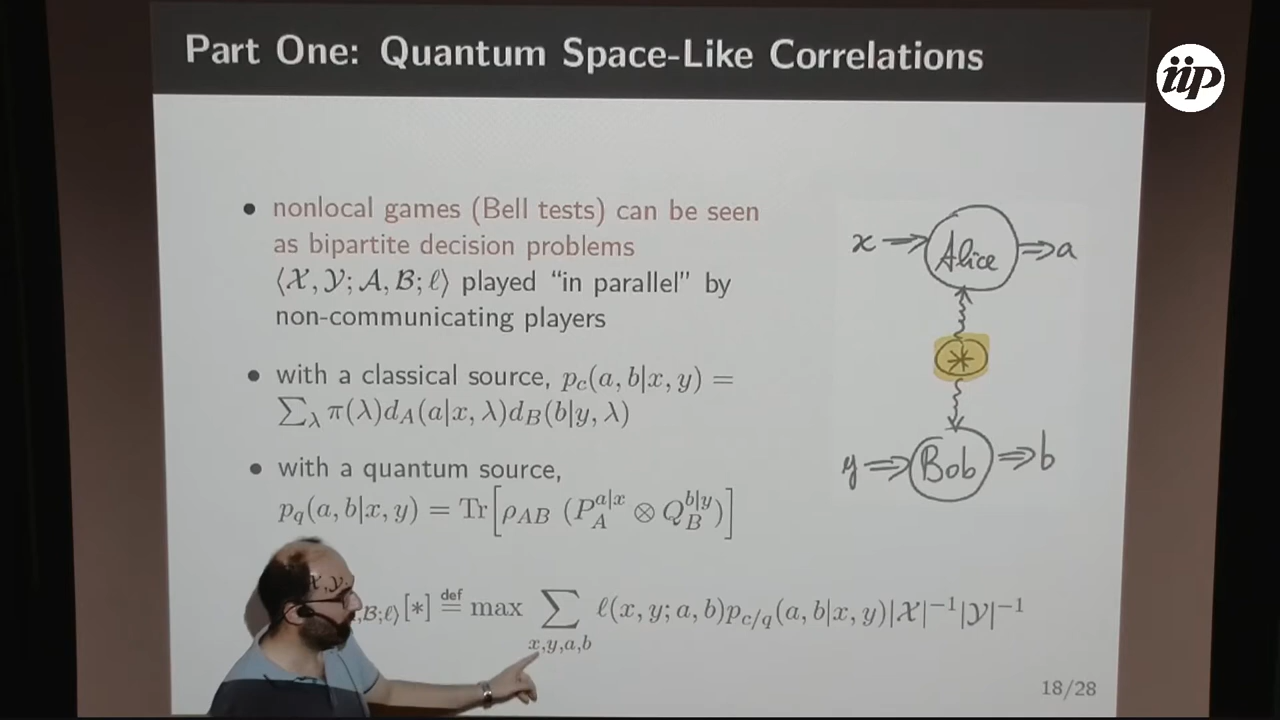 Part One: Quantum Space-Like Correlations
iip
• nonlocal games (Bell tests) can be seen
as bipartite decision problems
⟨𝒳, 𝒴; 𝒜, ℬ; ℓ⟩ played “in parallel” by
non-communicating players
• with a classical source, p_c(a, b|x, y) =
∑_λ π(λ)d_A(a|x, λ)d_B(b|y, λ)
• with a quantum source,
p_q(a, b|x, y) = Tr[ρ_AB (P_A^{a|x} ⊗ Q_B^{b|y})]
x ⇒ Alice ⇒ a
*
y ⇒ Bob ⇒ b
𝒳, 𝒴; ,ℬ;ℓ⟩[*] def= max ∑_{x,y,a,b} ℓ(x, y; a, b)p_{c/q}(a, b|x, y)|𝒳|^{-1}|𝒴|^{-1}
18/28